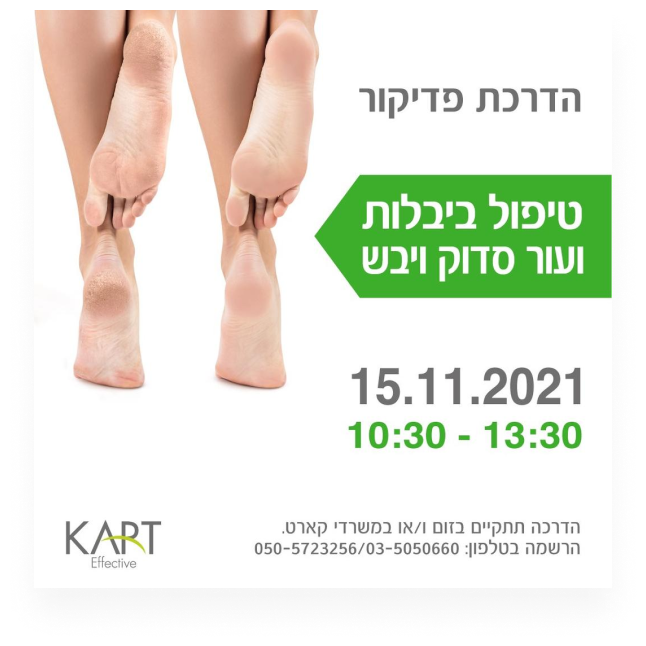 הדרכת פדיקור
טיפול ביבלות
ועור סדוק ויבש
15.11.2021
10:30 - 13:30
הדרכה תתקיים בזום ו/או במשרדי קארט.
הרשמה בטלפון: 050-5723256/03-5050660
KART
Effective